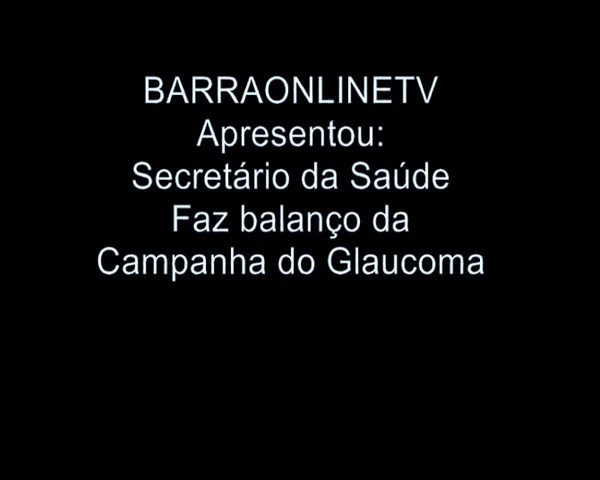 BARRAONLINETV
Apresentou:
Secretário da Saúde
Faz balanço da
Campanha do Glaucoma